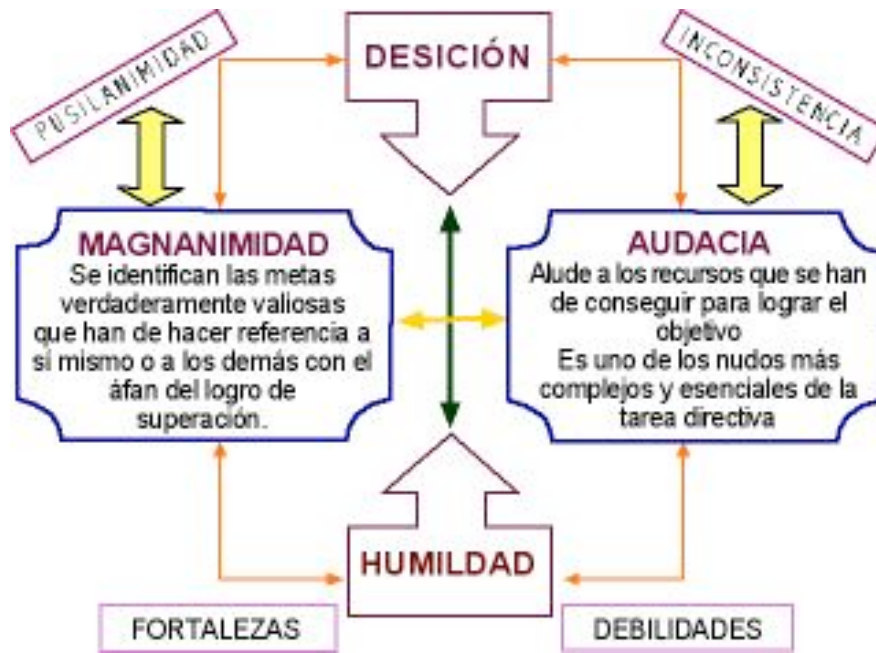 PUSILANIMIDAD
DESICIÓN
INCONSISTENCIA
MAGNANIMIDAD
Se identifican las metas
verdaderamente valiosas
que han de hacer referencia a
sí mismo o a los demás con el
áfan del logro de
superación.
AUDACIA
Alude a los recursos que se han
de conseguir para lograr el
objetivo
Es uno de los nudos más
complejos y esenciales de la
tarea directiva
HUMILDAD
FORTALEZAS
DEBILIDADES